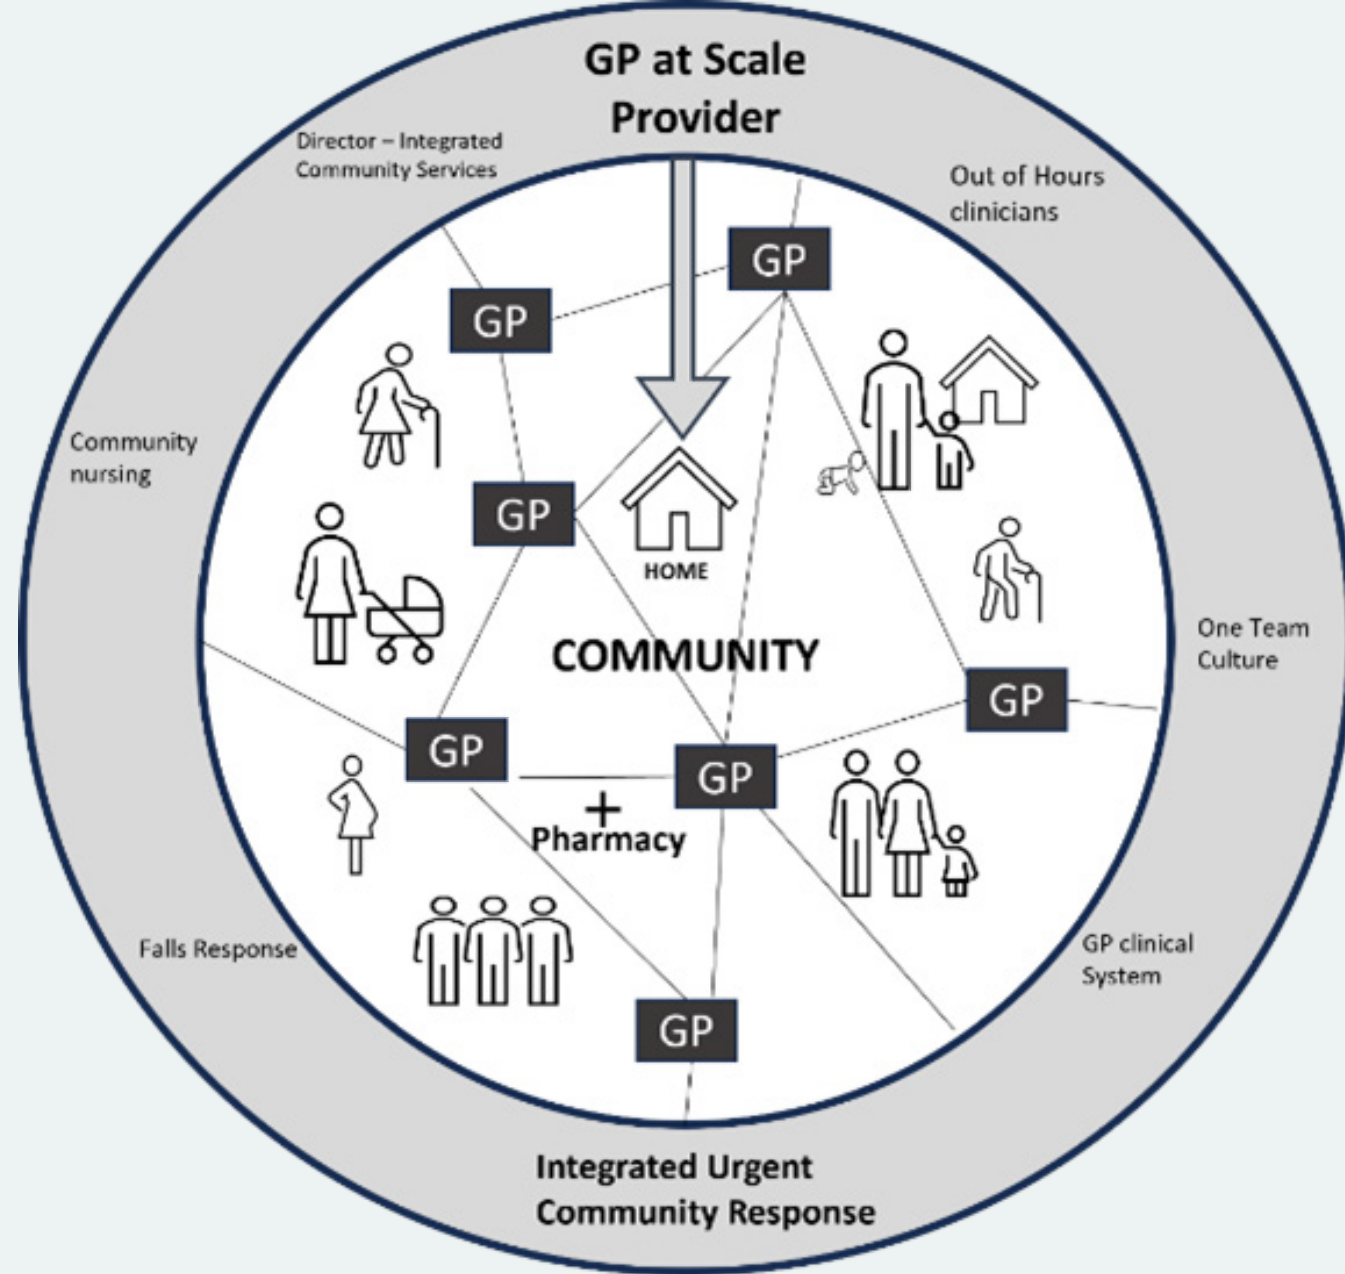 GP at Scale
Provider
Director – Integrated
Community Services
Out of Hours
clinicians
GP
GP
Community
nursing
GP
HOME
One Team
Culture
COMMUNITY
GP
GP
GP
+
Pharmacy
Falls Response
GP clinical
System
GP
Integrated Urgent
Community Response